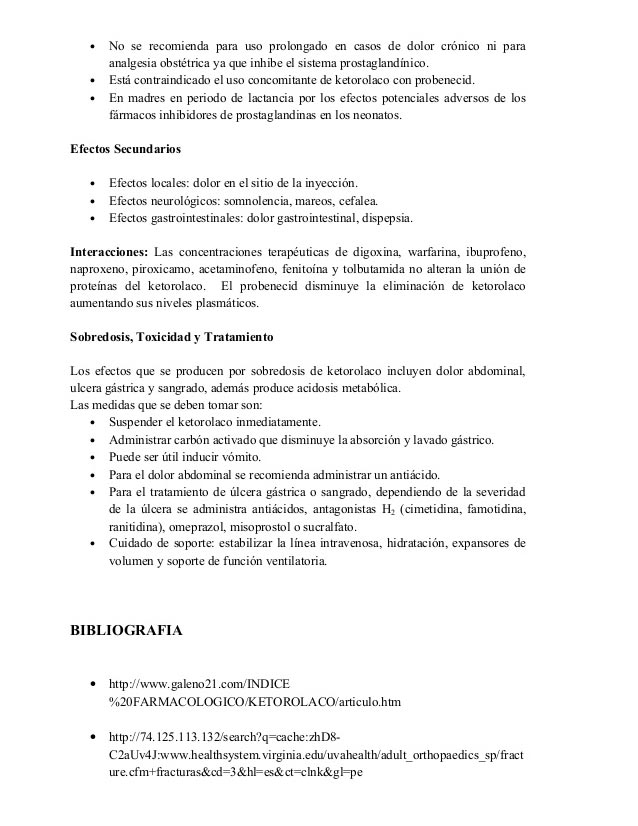 • No se recomienda para uso prolongado en casos de dolor crónico ni para
analgesia obstétrica ya que inhibe el sistema prostaglandínico.
• Está contraindicado el uso concomitante de ketorolaco con probenecid.
• En madres en periodo de lactancia por los efectos potenciales adversos de los
fármacos inhibidores de prostaglandinas en los neonatos.
Efectos Secundarios
• Efectos locales: dolor en el sitio de la inyección.
• Efectos neurológicos: somnolencia, mareos, cefalea.
• Efectos gastrointestinales: dolor gastrointestinal, dispepsia.
Interacciones: Las concentraciones terapéuticas de digoxina, warfarina, ibuprofeno,
naproxeno, piroxicamo, acetaminofeno, fenitoína y tolbutamida no alteran la unión de
proteínas del ketorolaco. El probenecid disminuye la eliminación de ketorolaco
aumentando sus niveles plasmáticos.
Sobredosis, Toxicidad y Tratamiento
Los efectos que se producen por sobredosis de ketorolaco incluyen dolor abdominal,
ulcera gástrica y sangrado, además produce acidosis metabólica.
Las medidas que se deben tomar son:
• Suspender el ketorolaco inmediatamente.
• Administrar carbón activado que disminuye la absorción y lavado gástrico.
• Puede ser útil inducir vómito.
• Para el dolor abdominal se recomienda administrar un antiácido.
• Para el tratamiento de úlcera gástrica o sangrado, dependiendo de la severidad
de la úlcera se administra antiácidos, antagonistas H₂ (cimetidina, famotidina,
ranitidina), omeprazol, misoprostol o sucralfato.
• Cuidado de soporte: estabilizar la línea intravenosa, hidratación, expansores de
volumen y soporte de función ventilatoria.
BIBLIOGRAFIA
• http://www.galeno21.com/INDICE
%20FARMACOLOGICO/KETOROLACO/articulo.htm
• http://74.125.113.132/search?q=cache:zhD8-
C2aUv4J:www.healthsystem.virginia.edu/uvahealth/adult_orthopaedics_sp/fract
ure.cfm+fracturas&cd=3&hl=es&ct=clnk&gl=pe